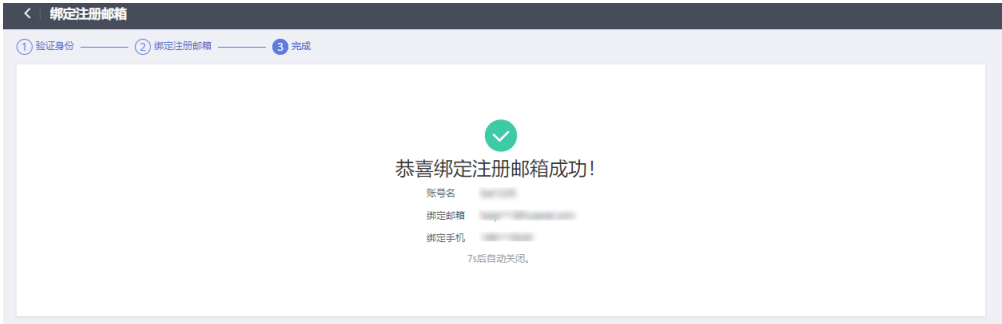 绑定注册邮箱
1 验证身份 2 绑定注册邮箱 3 完成
恭喜绑定注册邮箱成功!
账号名
绑定邮箱
绑定手机
7s后自动关闭。